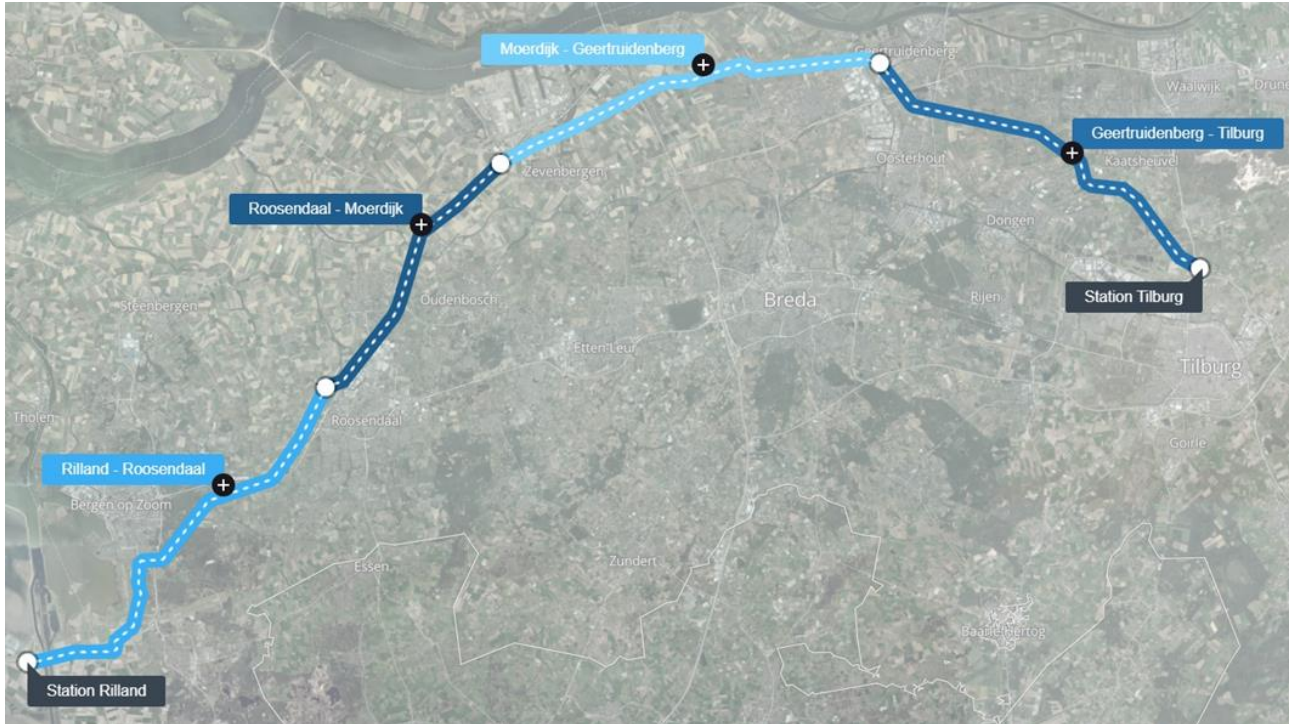 Moerdijk - Geertruidenberg
Geertruidenberg
Waalwijk
Drune
Geertruidenberg - Tilburg
Kaatsheuvel
Oosterhout
Zevenbergen
Roosendaal - Moerdijk
Dongen
Station Tilburg
Rijen
Breda
Oudenbosch
Steenbergen
Etten-Leur
Tilburg
Tholen
Roosendaal
Goirle
Rilland - Roosendaal
Bergen op Zoom
Essen
Zundert
Baarle-Hertog
Station Rilland